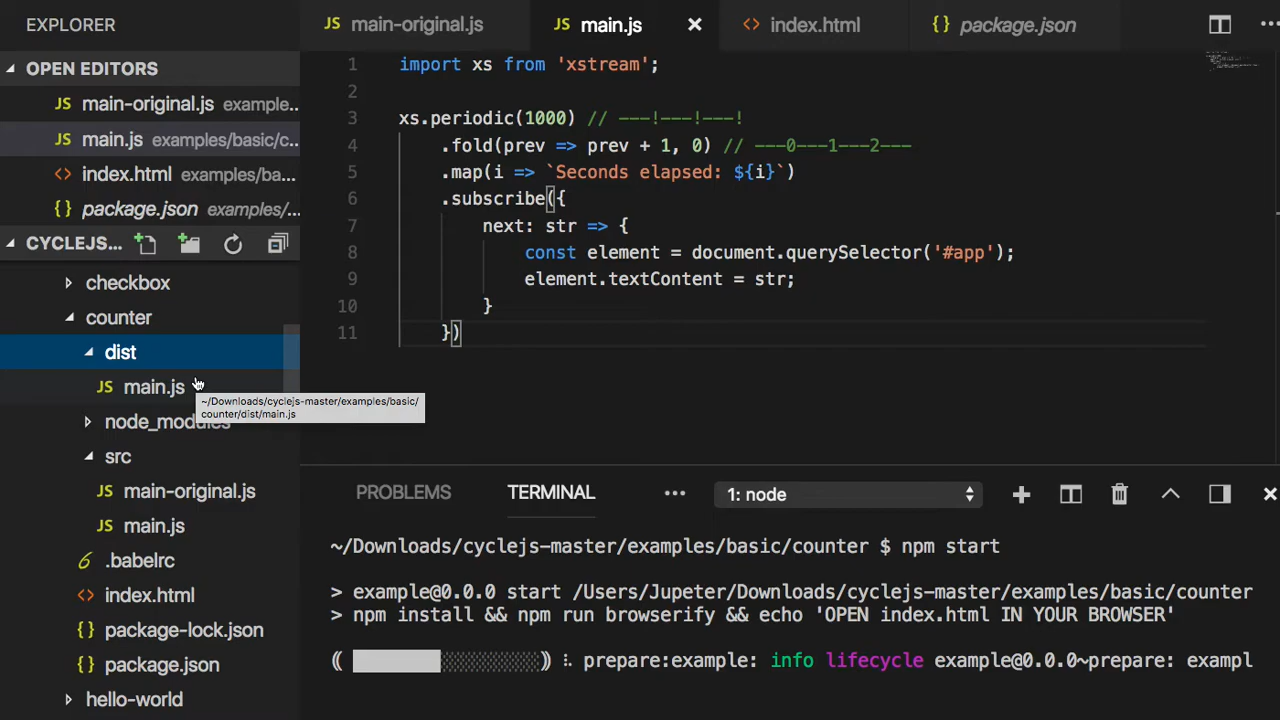 EXPLORER
OPEN EDITORS
JS main-original.js example...
JS main.js examples/basic/c...
<> index.html examples/ba...
{} package.json examples/...
CYCLEJS...
checkbox
counter
dist
JS main.js
~/Downloads/cyclejs-master/examples/basic/
counter/dist/main.js
node_modules
src
JS main-original.js
JS main.js
6 .babelrc
<> index.html
{} package-lock.json
{} package.json
hello-world
JS main-original.js
JS main.js
<> index.html
{} package.json
1 import xs from 'xstream';
2
3 xs.periodic(1000) // ---!---!---!
4 .fold(prev => prev + 1, 0) // ---0---1---2---
5 .map(i => `Seconds elapsed: ${i}`)
6 .subscribe({
7 next: str => {
8 const element = document.querySelector('#app');
9 element.textContent = str;
10 }
11 })
PROBLEMS TERMINAL ... 1: node
~/Downloads/cyclejs-master/examples/basic/counter $ npm start
> example@0.0.0 start /Users/Jupeter/Downloads/cyclejs-master/examples/basic/counter
> npm install && npm run browserify && echo 'OPEN index.html IN YOUR BROWSER'
prepare:example: info lifecycle example@0.0.0~prepare: exampl